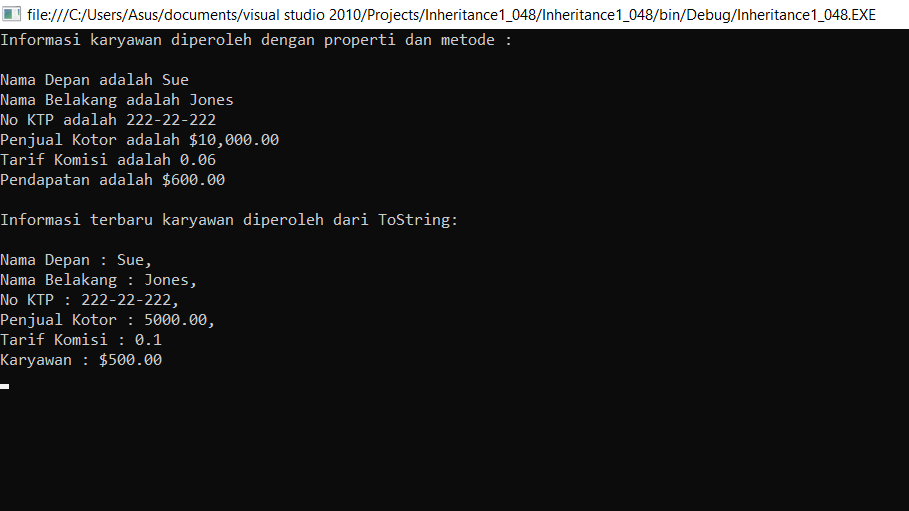 file:///C:/Users/Asus/documents/visual studio 2010/Projects/Inheritance1_048/Inheritance1_048/bin/Debug/Inheritance1_048.EXE
Informasi karyawan diperoleh dengan properti dan metode :
Nama Depan adalah Sue
Nama Belakang adalah Jones
No KTP adalah 222-22-222
Penjual Kotor adalah $10,000.00
Tarif Komisi adalah 0.06
Pendapatan adalah $600.00
Informasi terbaru karyawan diperoleh dari ToString:
Nama Depan : Sue,
Nama Belakang : Jones,
No KTP : 222-22-222,
Penjual Kotor : 5000.00,
Tarif Komisi : 0.1
Karyawan : $500.00